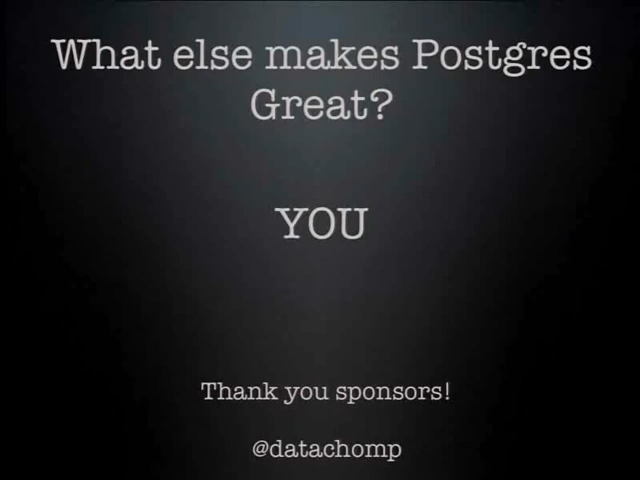 What else makes Postgres
Great?
YOU
Thank you sponsors!
@datachomp